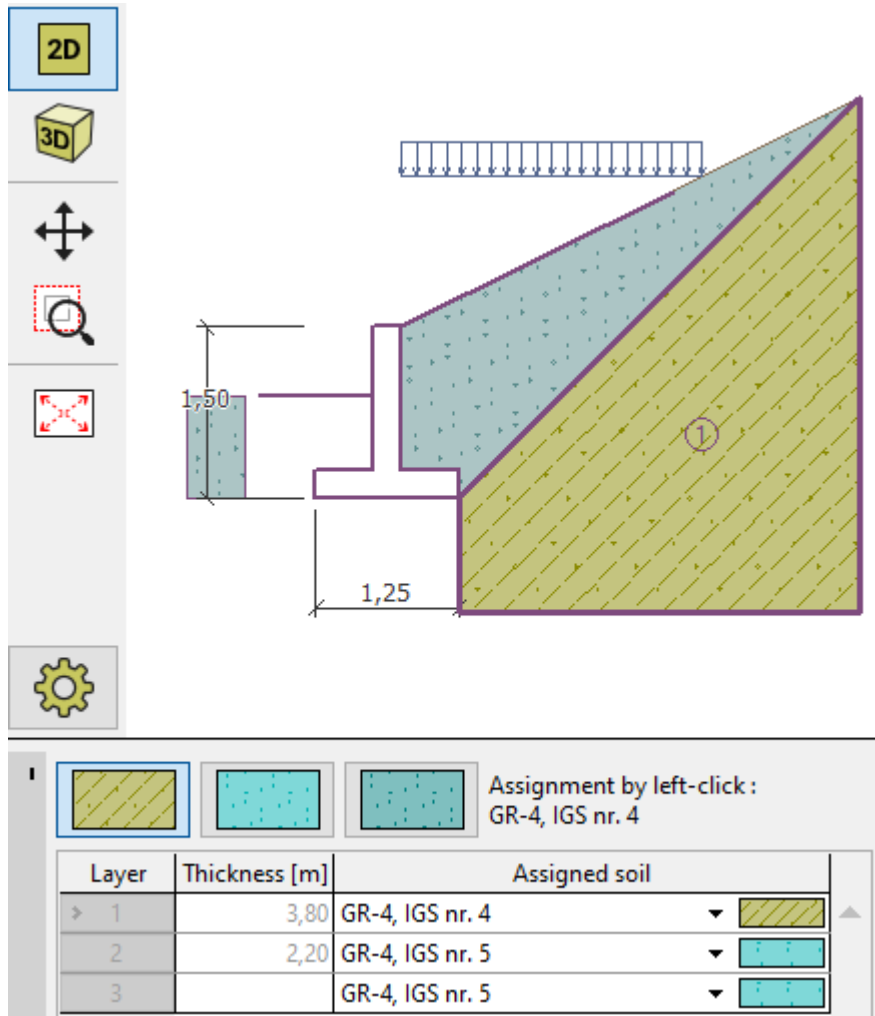 2D
3D
1,50
1
1,25
Assignment by left-click :
GR-4, IGS nr. 4
Layer Thickness [m] Assigned soil
1 3,80 GR-4, IGS nr. 4
2 2,20 GR-4, IGS nr. 5
3 GR-4, IGS nr. 5